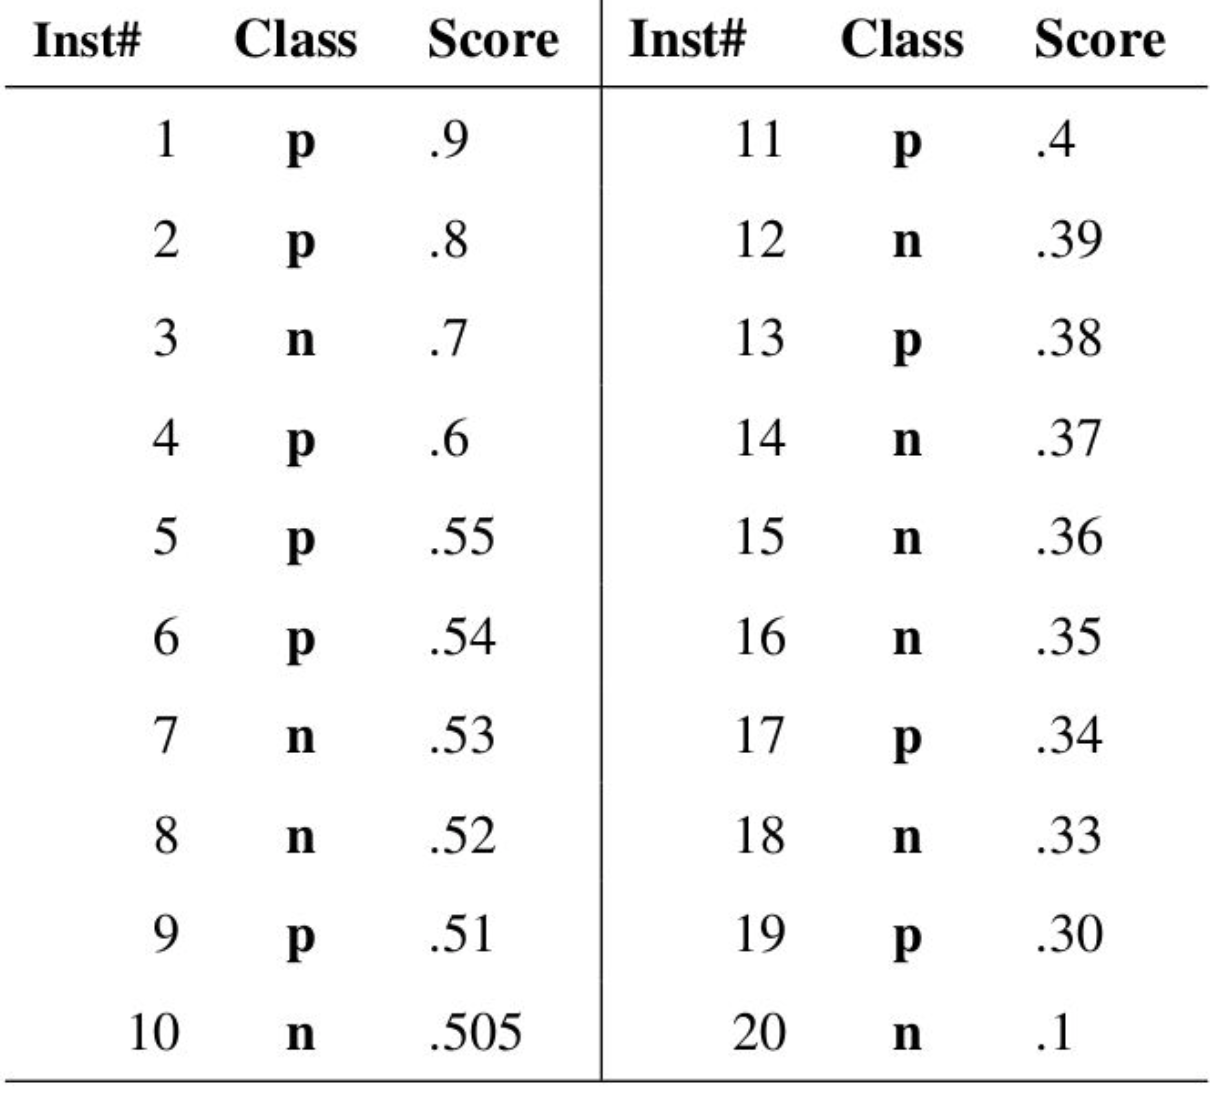 Inst# Class Score Inst# Class Score
1 p .9 11 p .4
2 p .8 12 n .39
3 n .7 13 p .38
4 p .6 14 n .37
5 p .55 15 n .36
6 p .54 16 n .35
7 n .53 17 p .34
8 n .52 18 n .33
9 p .51 19 p .30
10 n .505 20 n .1